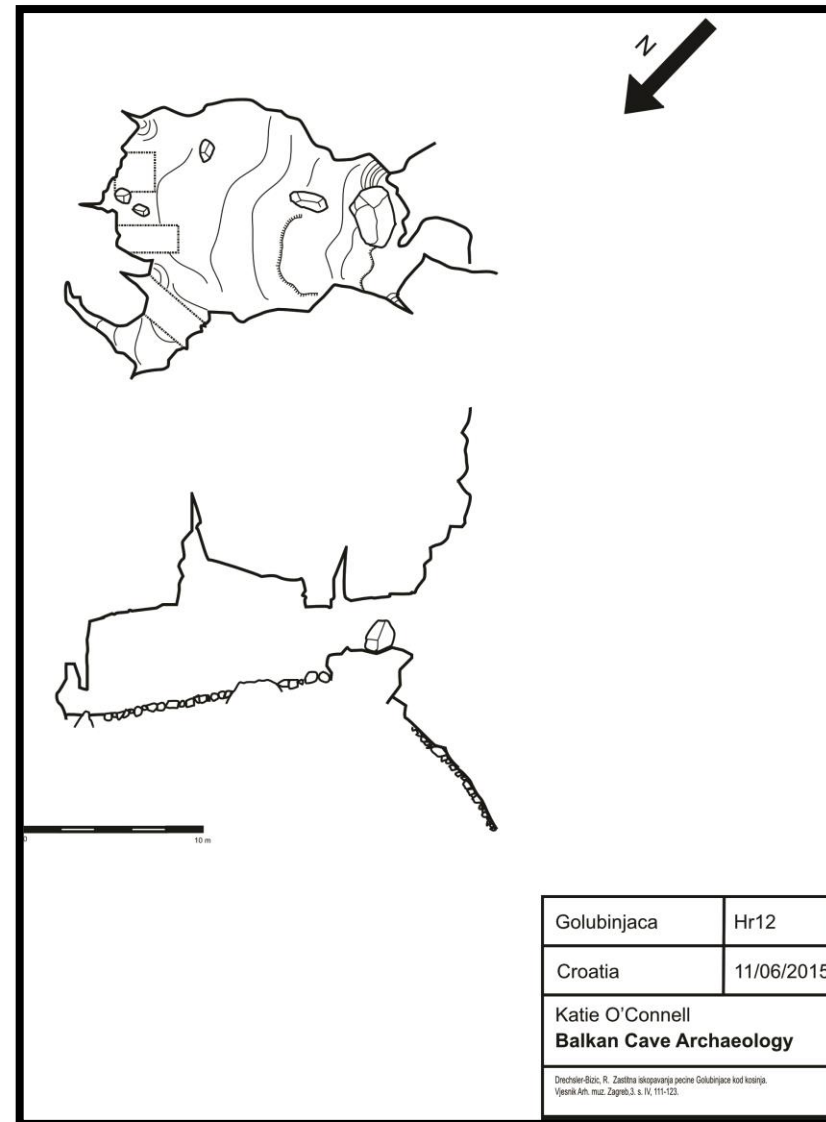 N
0
10 m
Golubinjaca
Hr12
Croatia
11/06/2015
Katie O'Connell
Balkan Cave Archaeology
Drechsler-Bizic, R. Zastitna iskopavanja pecine Golubinjace kod kosinja.
Vjesnik Arh. muz. Zagreb,3. s. IV, 111-123.